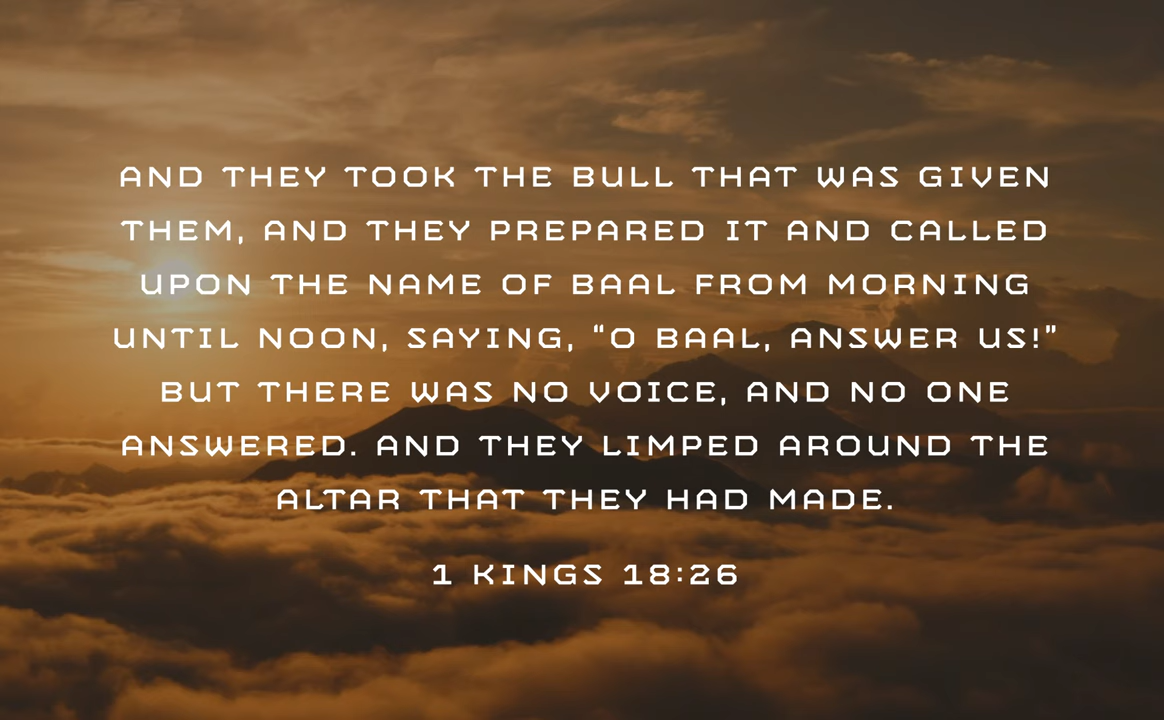 AND THEY TOOK THE BULL THAT WAS GIVEN
THEM, AND THEY PREPARED IT AND CALLED
UPON THE NAME OF BAAL FROM MORNING
UNTIL NOON, SAYING, “O BAAL, ANSWER US!”
BUT THERE WAS NO VOICE, AND NO ONE
ANSWERED. AND THEY LIMPED AROUND THE
ALTAR THAT THEY HAD MADE.
1 KINGS 18:26